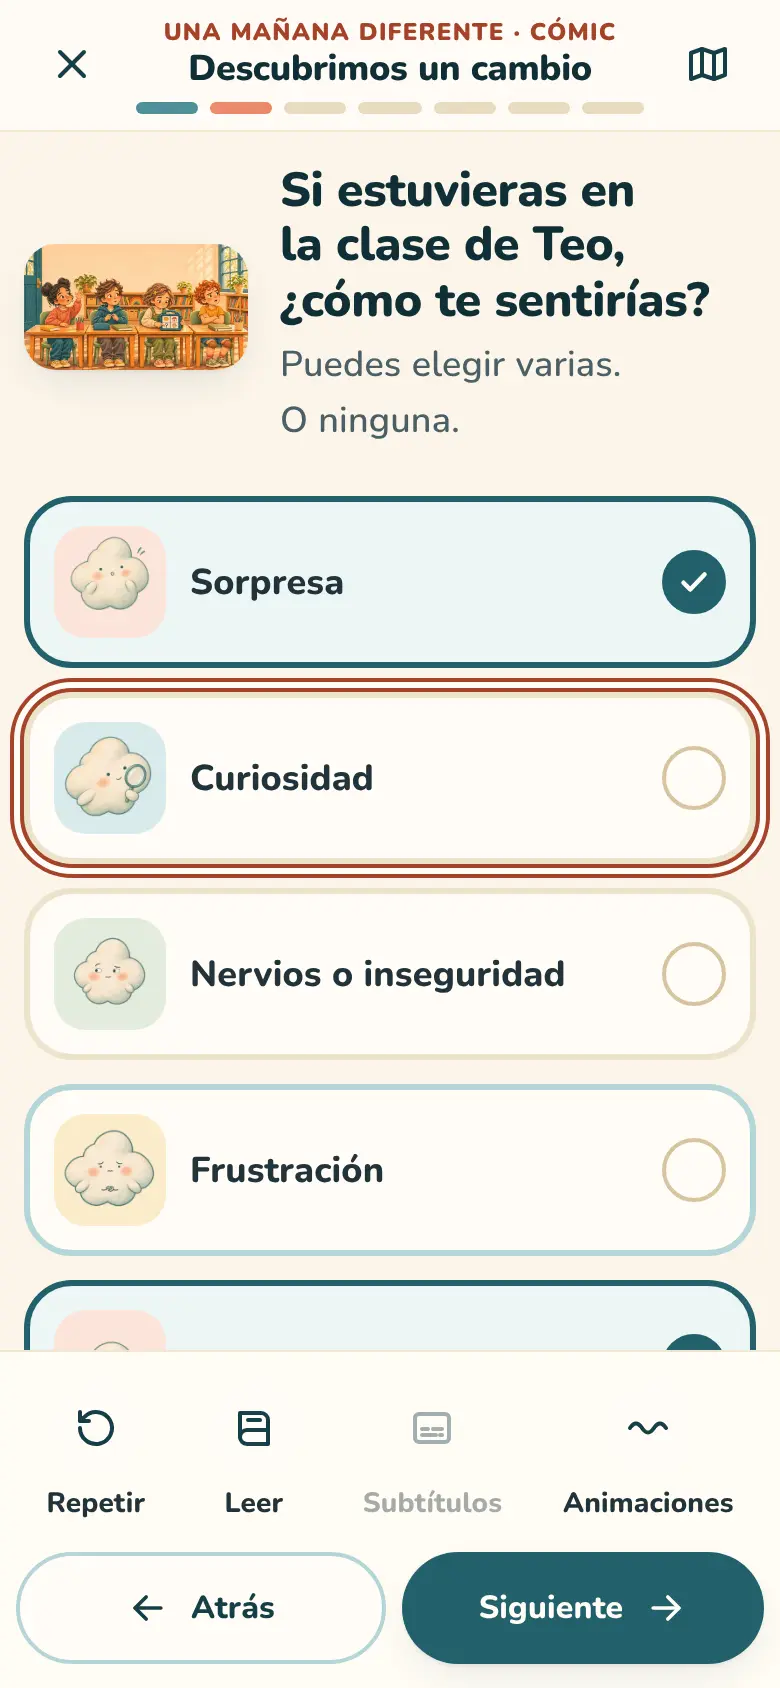 UNA MAÑANA DIFERENTE · CÓMIC
Descubrimos un cambio
Si estuvieras en
la clase de Teo,
¿cómo te sentirías?
Puedes elegir varias.
O ninguna.
Sorpresa
Curiosidad
Nervios o inseguridad
Frustración
Repetir
Leer
Subtítulos
Animaciones
Atrás
Siguiente